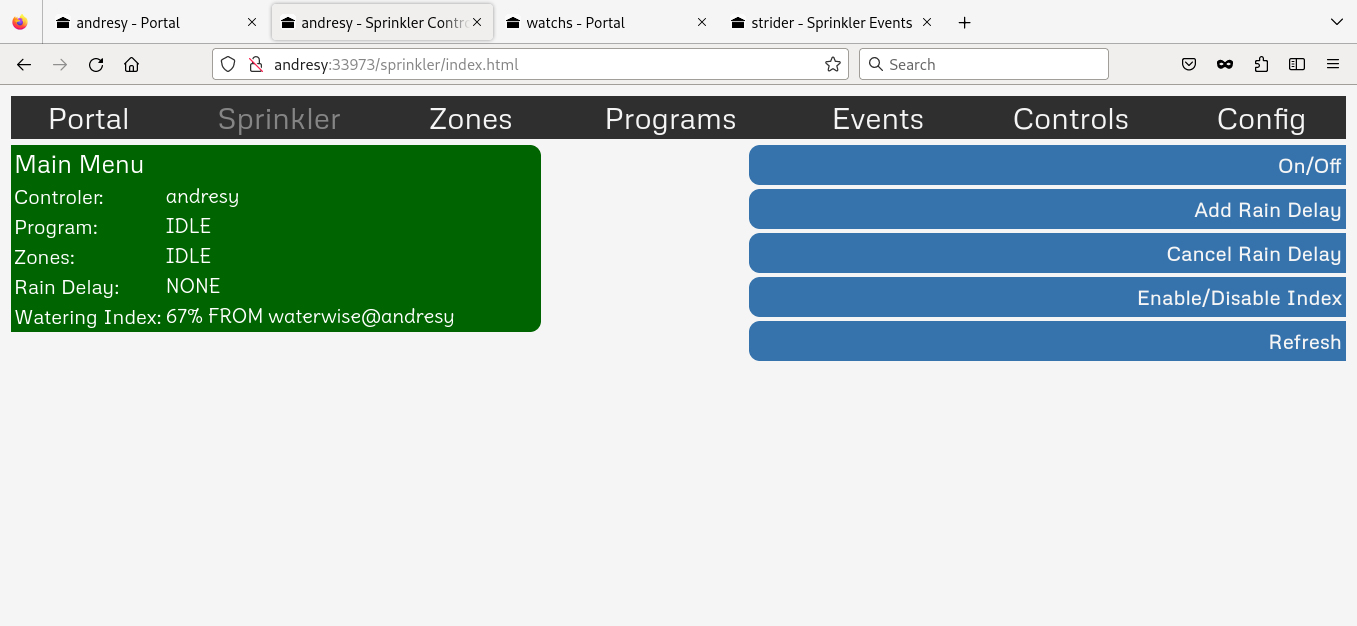 andresy - Portal
andresy - Sprinkler Contr
watchs - Portal
strider - Sprinkler Events
andresy:33973/sprinkler/index.html
Search
Portal Sprinkler Zones Programs Events Controls Config
Main Menu
Controler: andresy
Program: IDLE
Zones: IDLE
Rain Delay: NONE
Watering Index: 67% FROM waterwise@andresy
On/Off
Add Rain Delay
Cancel Rain Delay
Enable/Disable Index
Refresh